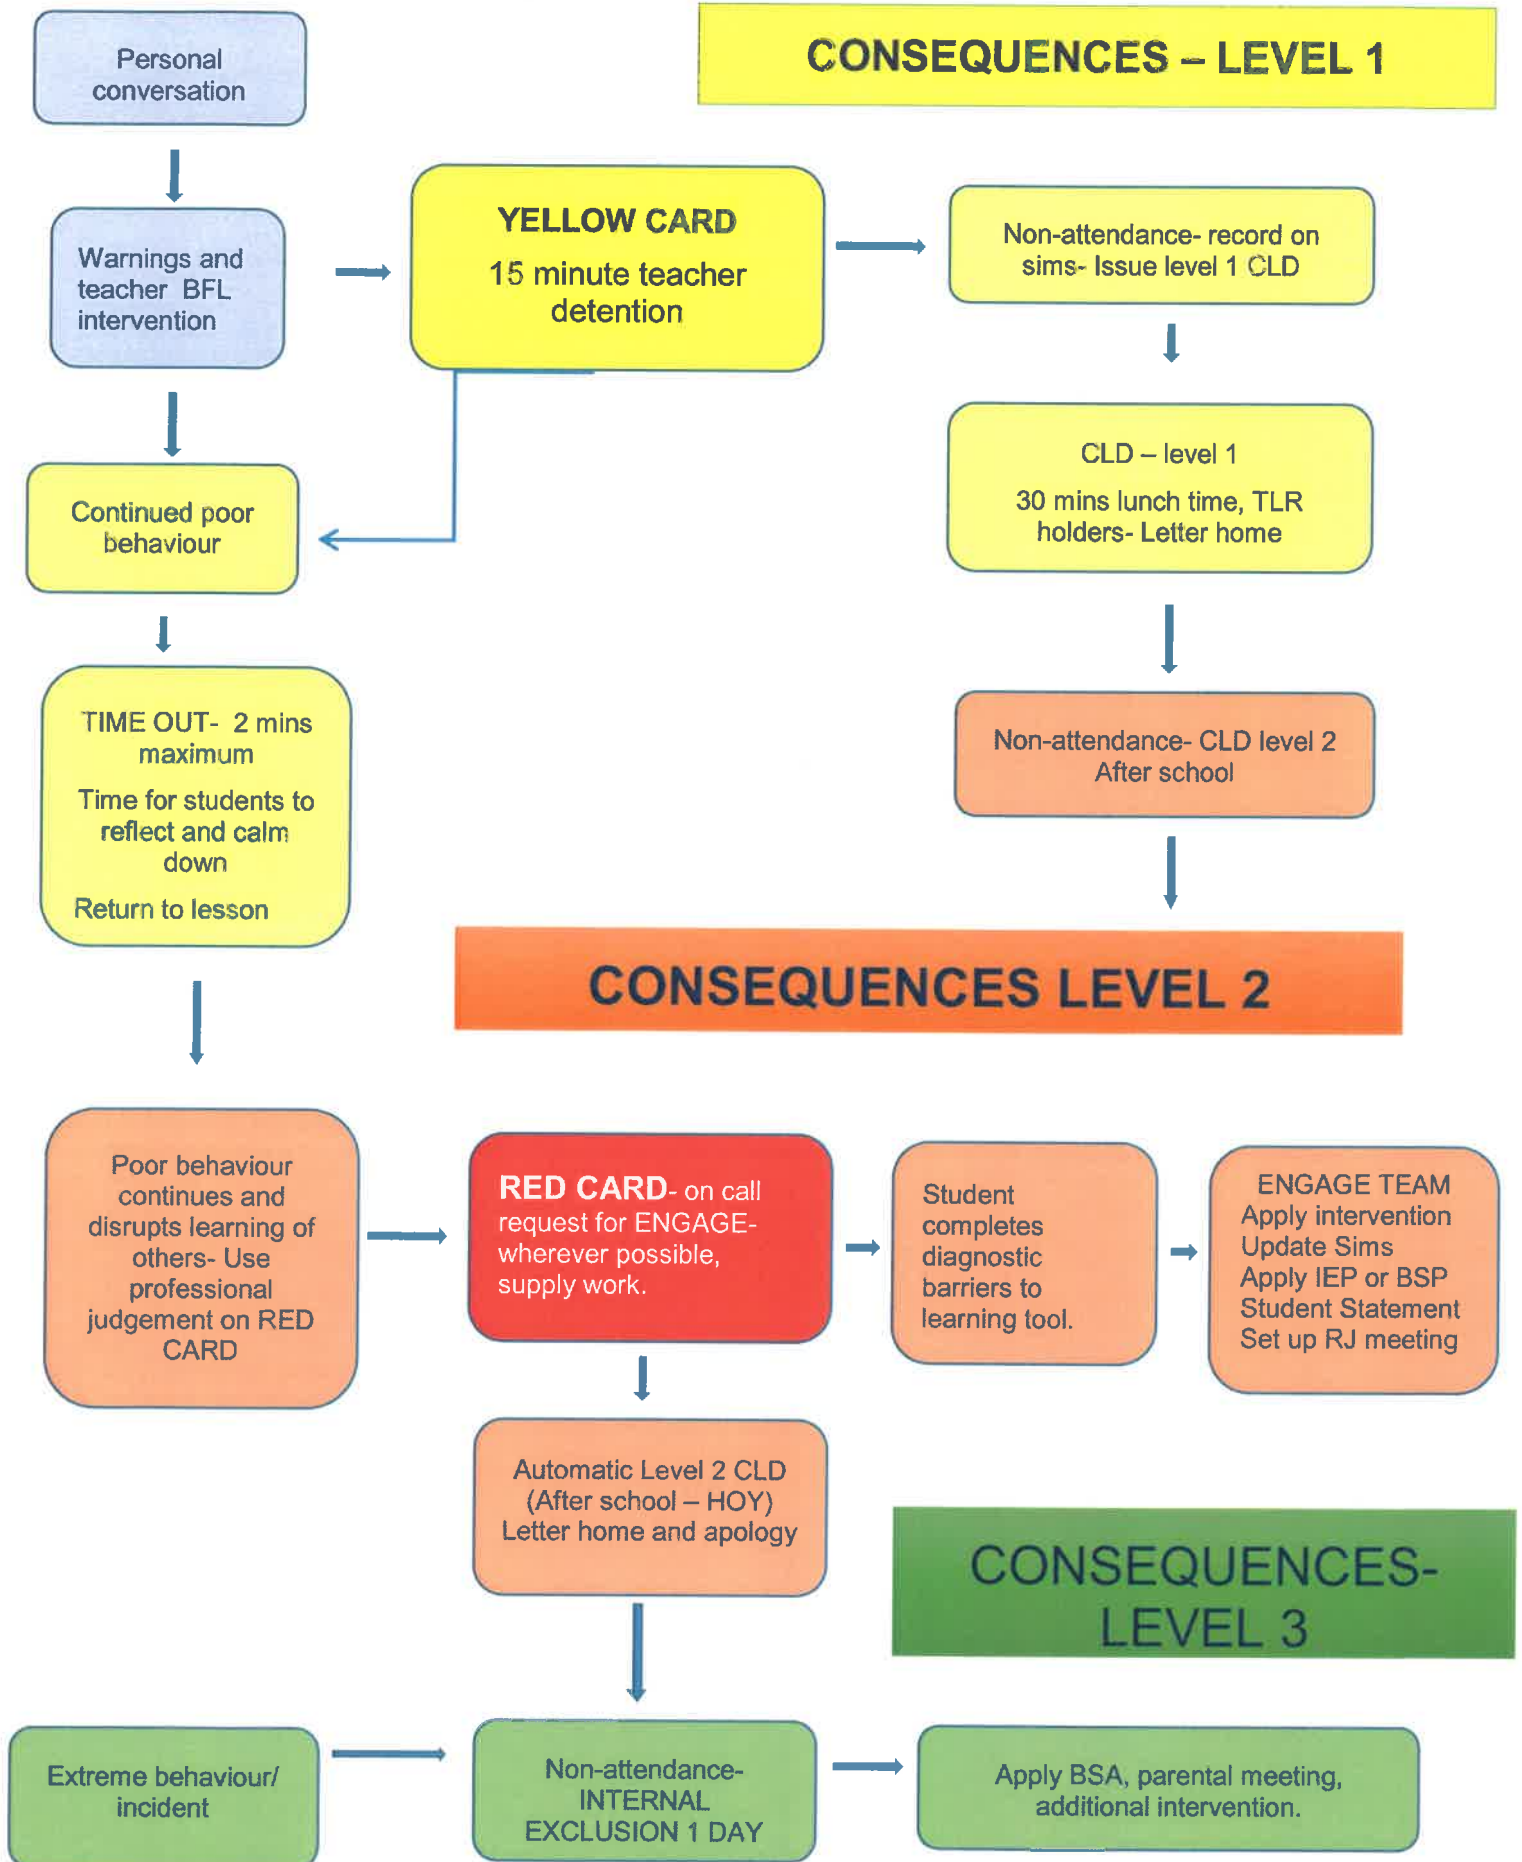 Personal
conversation
CONSEQUENCES – LEVEL 1
Warnings and
teacher BFL
intervention
YELLOW CARD
15 minute teacher
detention
Non-attendance- record on
sims- Issue level 1 CLD
CLD – level 1
30 mins lunch time, TLR
holders- Letter home
Continued poor
behaviour
TIME OUT- 2 mins
maximum
Time for students to
reflect and calm
down
Return to lesson
Non-attendance- CLD level 2
After school
CONSEQUENCES LEVEL 2
Poor behaviour
continues and
disrupts learning of
others- Use
professional
judgement on RED
CARD
RED CARD- on call
request for ENGAGE-
wherever possible,
supply work.
Student
completes
diagnostic
barriers to
learning tool.
ENGAGE TEAM
Apply intervention
Update Sims
Apply IEP or BSP
Student Statement
Set up RJ meeting
Automatic Level 2 CLD
(After school – HOY)
Letter home and apology
CONSEQUENCES-
LEVEL 3
Extreme behaviour/
incident
Non-attendance-
INTERNAL
EXCLUSION 1 DAY
Apply BSA, parental meeting,
additional intervention.